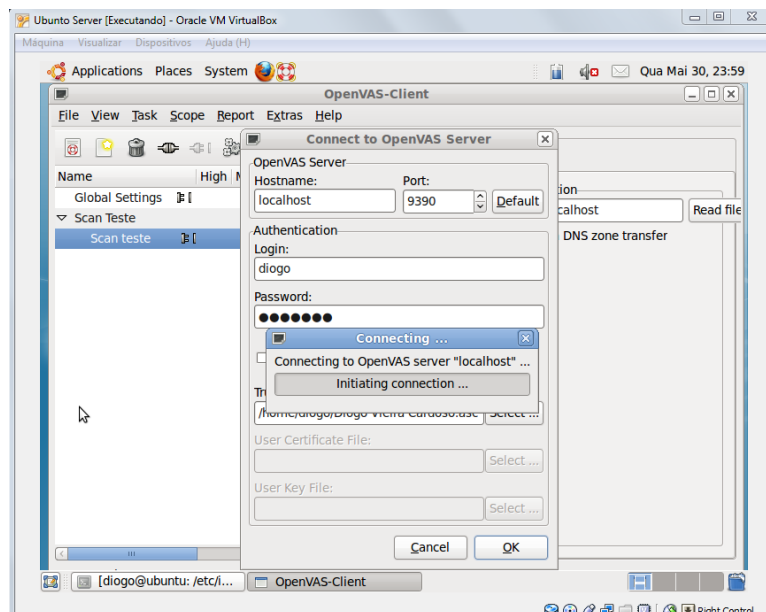 Ubunto Server [Executando] - Oracle VM VirtualBox
Máquina Visualizar Dispositivos Ajuda (H)
Applications Places System Qua Mai 30, 23:59
OpenVAS-Client
File View Task Scope Report Extras Help
Connect to OpenVAS Server
OpenVAS Server
Hostname: Port:
localhost 9390 Default
Name High
Global Settings
Scan Teste
Scan teste
Authentication
Login:
diogo
Password:
Connecting ...
Connecting to OpenVAS server "localhost" ...
Initiating connection ...
/home/diogo/Diogo Vieira Cardoso.asc Select ...
User Certificate File:
Select ...
User Key File:
Select ...
Cancel OK
Read file
DNS zone transfer
[diogo@ubuntu: /etc/i... OpenVAS-Client
Right Control